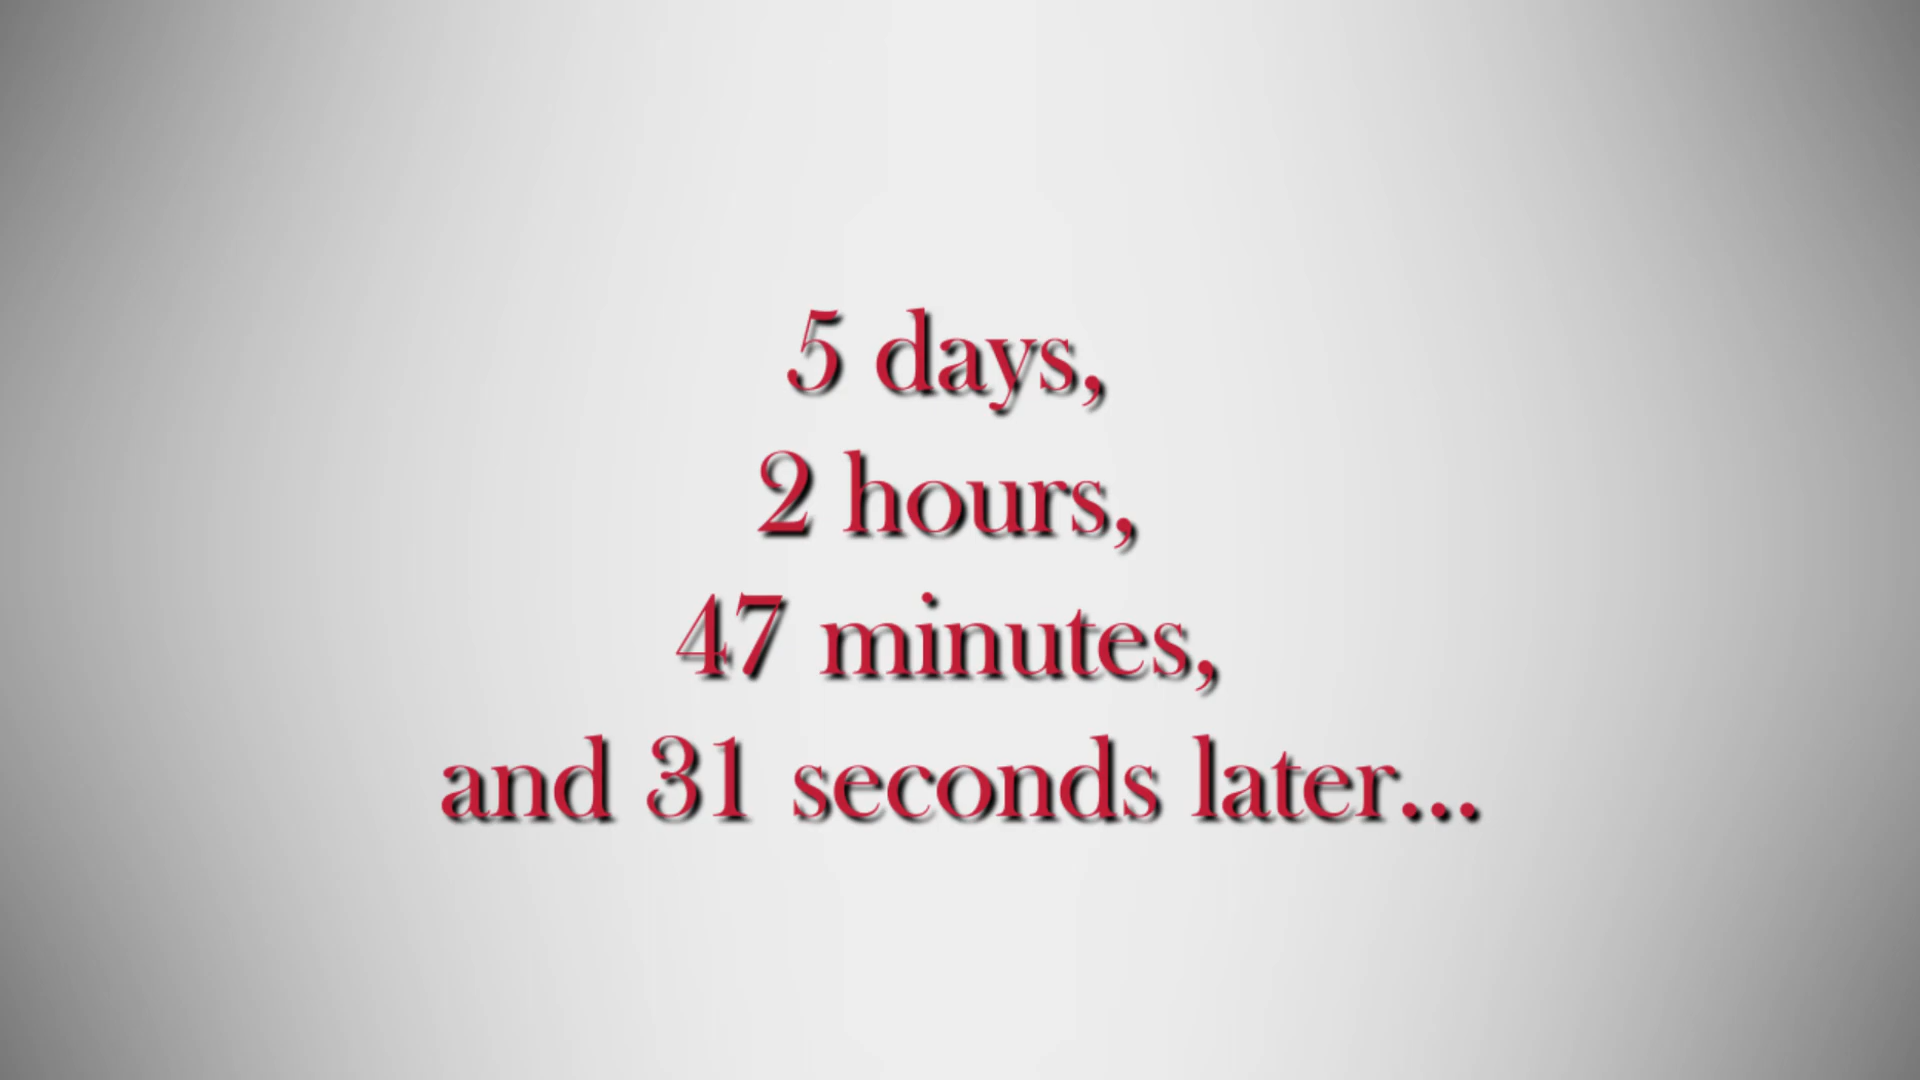 5 days,
2 hours,
47 minutes,
and 31 seconds later...